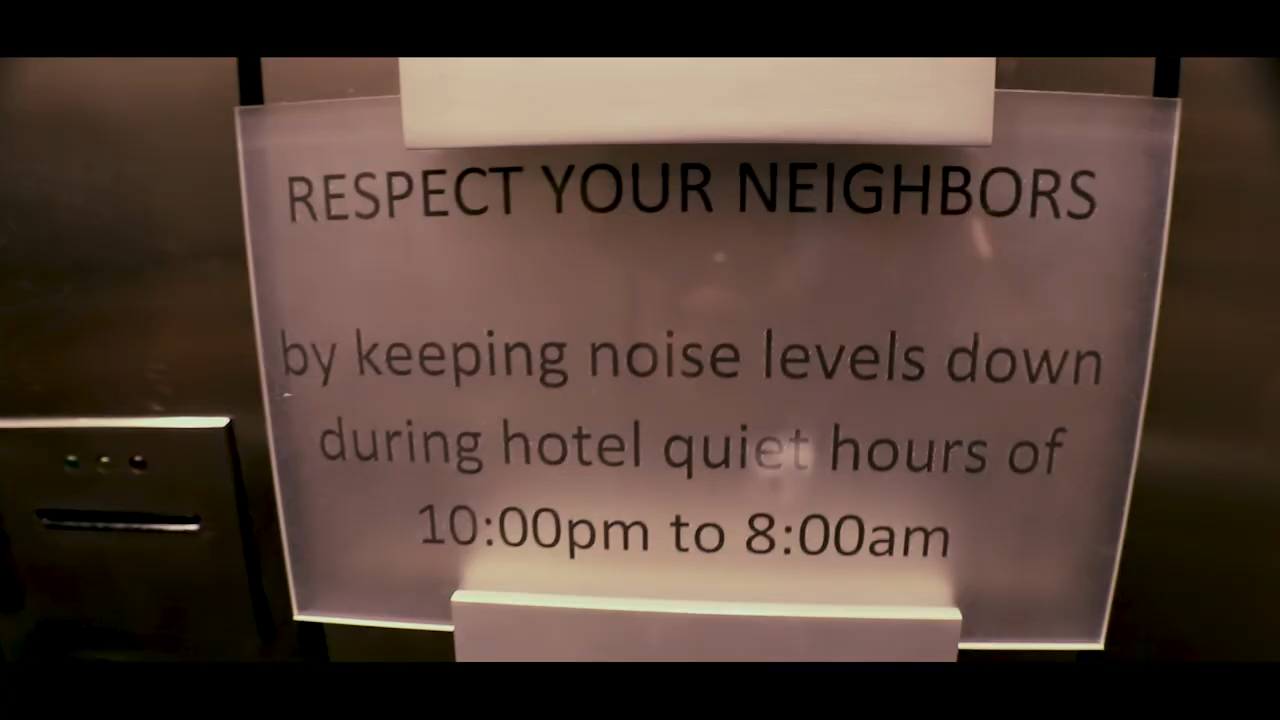 RESPECT YOUR NEIGHBORS
by keeping noise levels down
during hotel quiet hours of
10:00pm to 8:00am